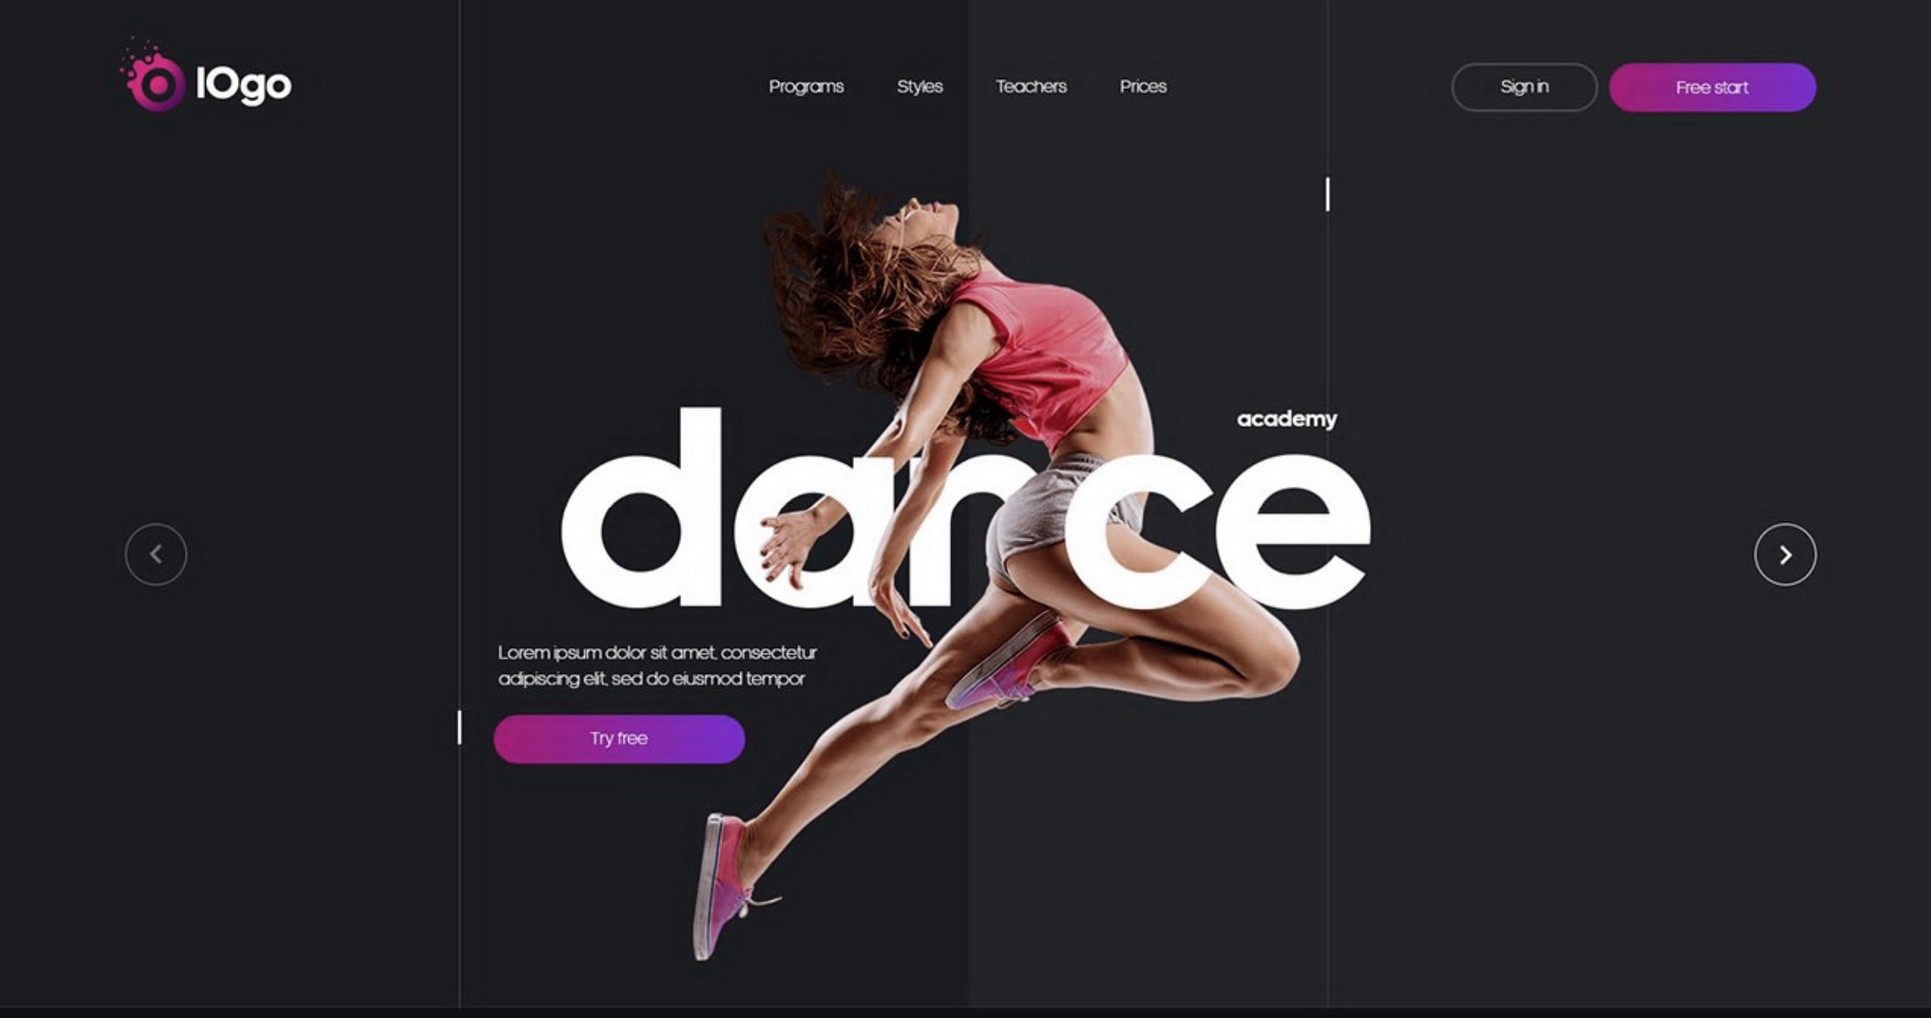 lOgo
Programs Styles Teachers Prices
Sign in
Free start
academy
dance
Lorem ipsum dolor sit amet, consectetur
adipiscing elit, sed do eiusmod tempor
Try free